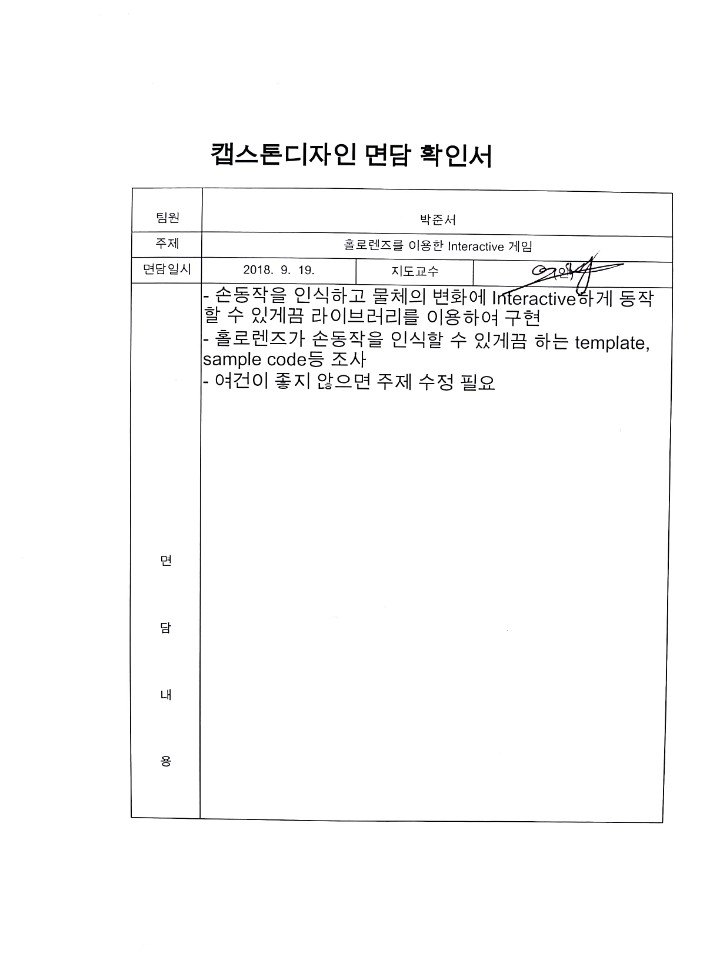 캡스톤디자인 면담 확인서
팀원 박준서
주제 홀로렌즈를 이용한 Interactive 게임
면담일시 2018. 9. 19. 지도교수 (인)
- 손동작을 인식하고 물체의 변화에 Interactive하게 동작
할 수 있게끔 라이브러리를 이용하여 구현
- 홀로렌즈가 손동작을 인식할 수 있게끔 하는 template,
sample code등 조사
- 여건이 좋지 않으면 주제 수정 필요
면
담
내
용